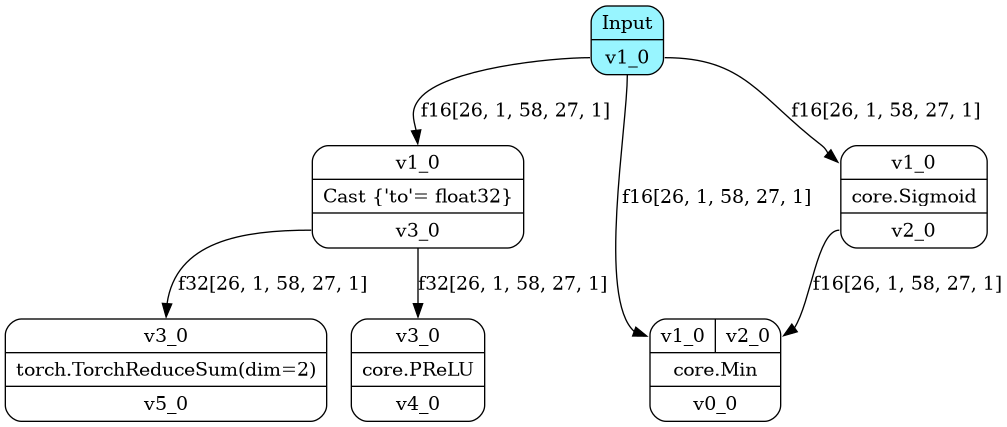 Input
v1_0
f16[26, 1, 58, 27, 1]
f16[26, 1, 58, 27, 1]
v1_0
Cast {'to'= float32}
v3_0
f16[26, 1, 58, 27, 1]
v1_0
core.Sigmoid
v2_0
f32[26, 1, 58, 27, 1]
f32[26, 1, 58, 27, 1]
f16[26, 1, 58, 27, 1]
v3_0
torch.TorchReduceSum(dim=2)
v5_0
v3_0
core.PReLU
v4_0
v1_0 v2_0
core.Min
v0_0